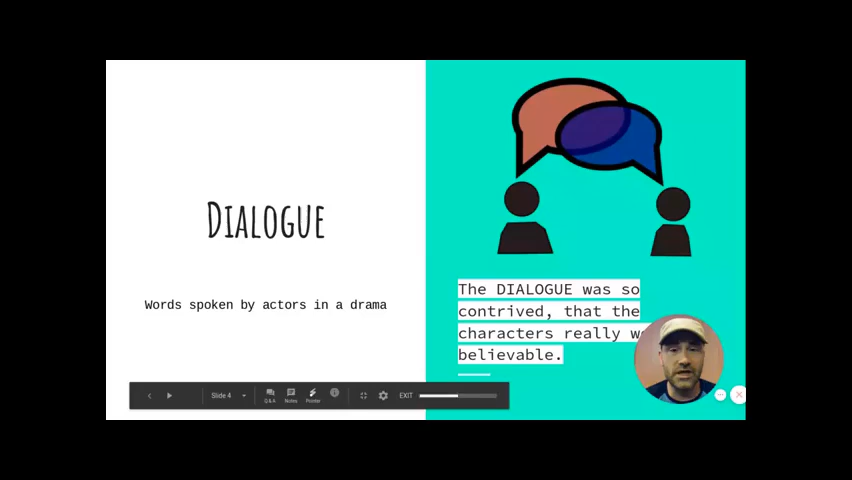 DIALOGUE
Words spoken by actors in a drama
The DIALOGUE was so
contrived, that the
characters really
believable.
Slide 4
Q&A
Notes
Pointer
EXIT